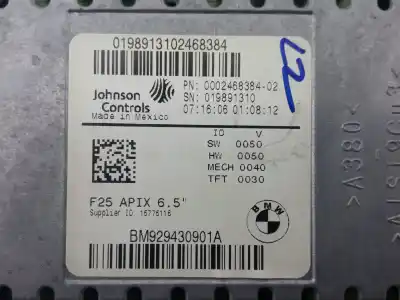 0198913102468384
Johnson Controls
Made in Mexico
PN: 0002468384-02
SN: 019891310
07:16:06 01:08:12
IO V
SW 0050
HW 0050
MECH 0040
TFT 0030
F25 APIX 6.5"
Supplier ID: 15776116
BMW
BM929430901A
L2
>A380<